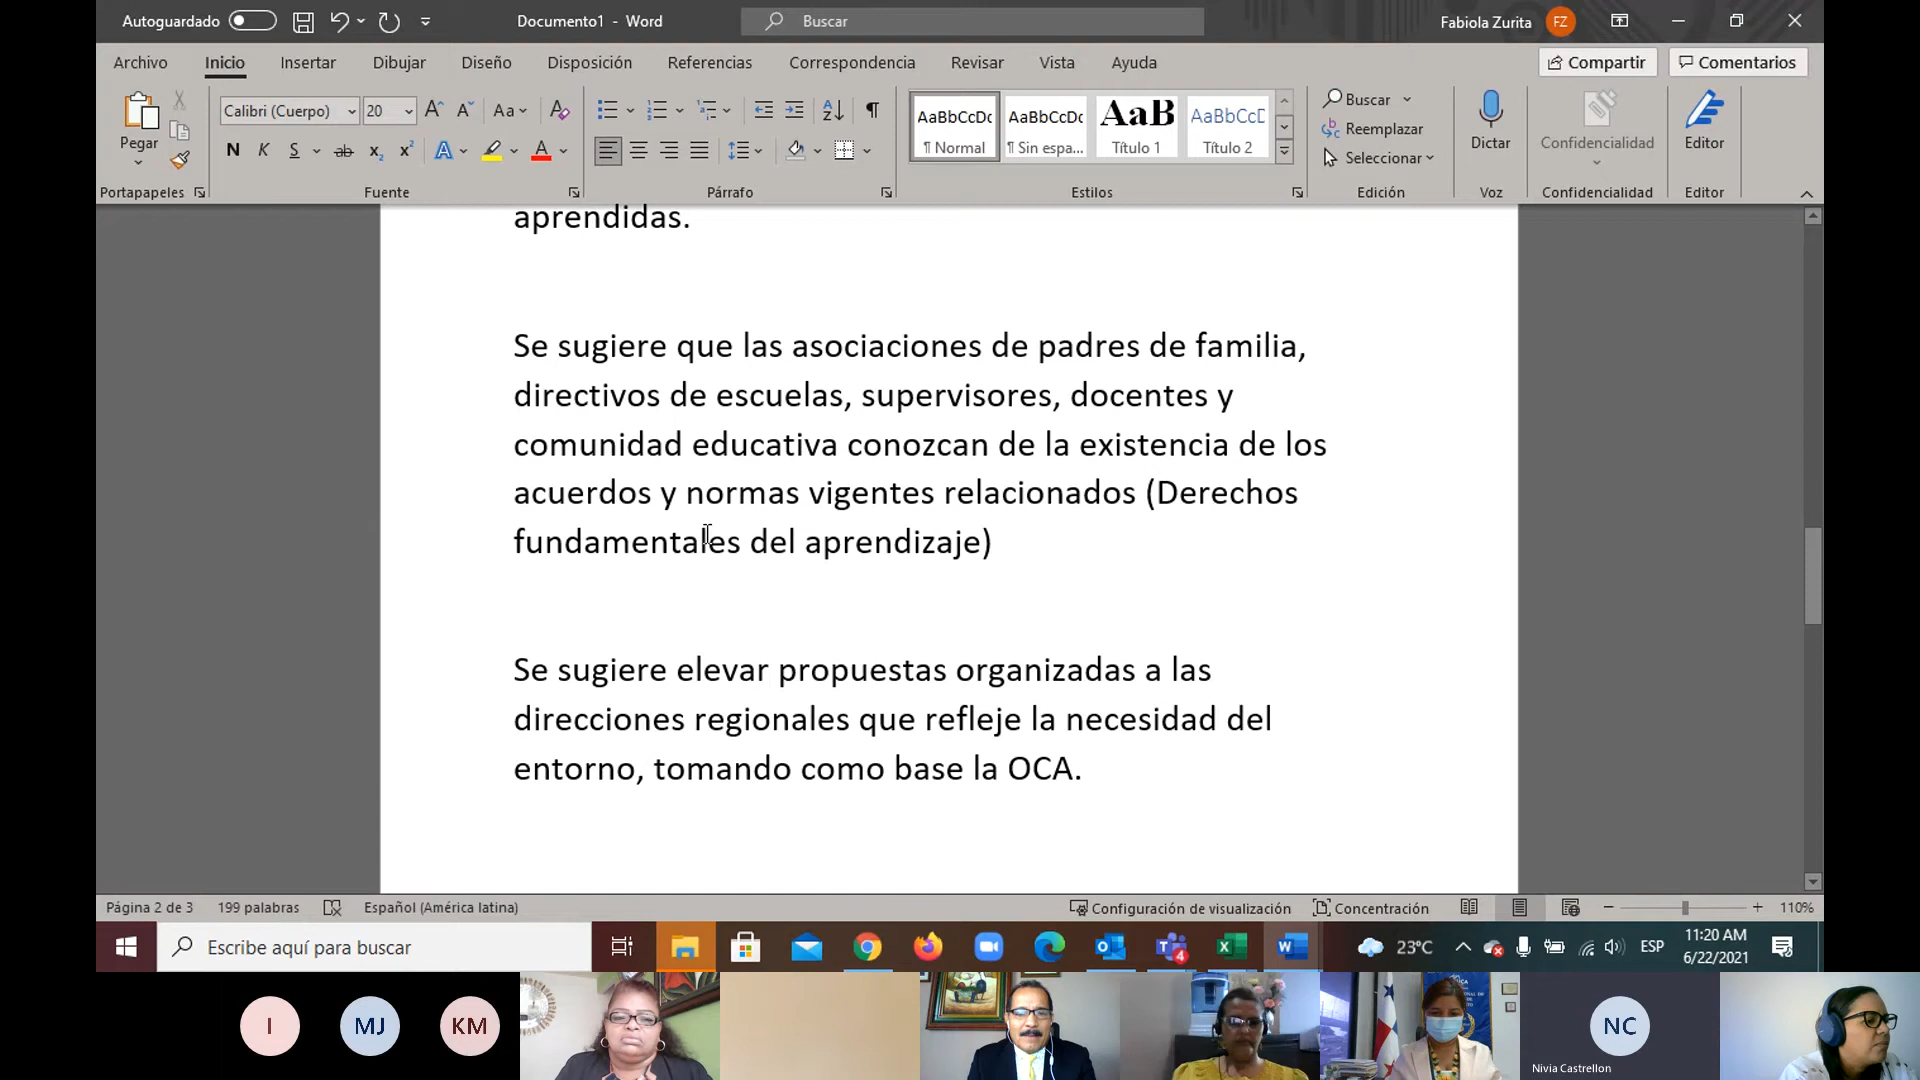 Autoguardado
Documento1 - Word
Buscar
Fabiola Zurita
FZ
Archivo
Inicio
Insertar
Dibujar
Diseño
Disposición
Referencias
Correspondencia
Revisar
Vista
Ayuda
Compartir
Comentarios
Pegar
Portapapeles
Calibri (Cuerpo)
20
Aa
N K S ab x₂ x²
Fuente
Párrafo
AaBbCcDc
¶ Normal
AaBbCcDc
¶ Sin espa...
AaB
Título 1
AaBbCcD
Título 2
Estilos
Buscar
Reemplazar
Seleccionar
Edición
Dictar
Voz
Confidencialidad
Confidencialidad
Editor
Editor
aprendidas.
Se sugiere que las asociaciones de padres de familia,
directivos de escuelas, supervisores, docentes y
comunidad educativa conozcan de la existencia de los
acuerdos y normas vigentes relacionados (Derechos
fundamentales del aprendizaje)
Se sugiere elevar propuestas organizadas a las
direcciones regionales que refleje la necesidad del
entorno, tomando como base la OCA.
Página 2 de 3
199 palabras
Español (América latina)
Configuración de visualización
Concentración
110%
Escribe aquí para buscar
4
23°C
ESP
11:20 AM
6/22/2021
I
MJ
KM
NC
Nivia Castrellon